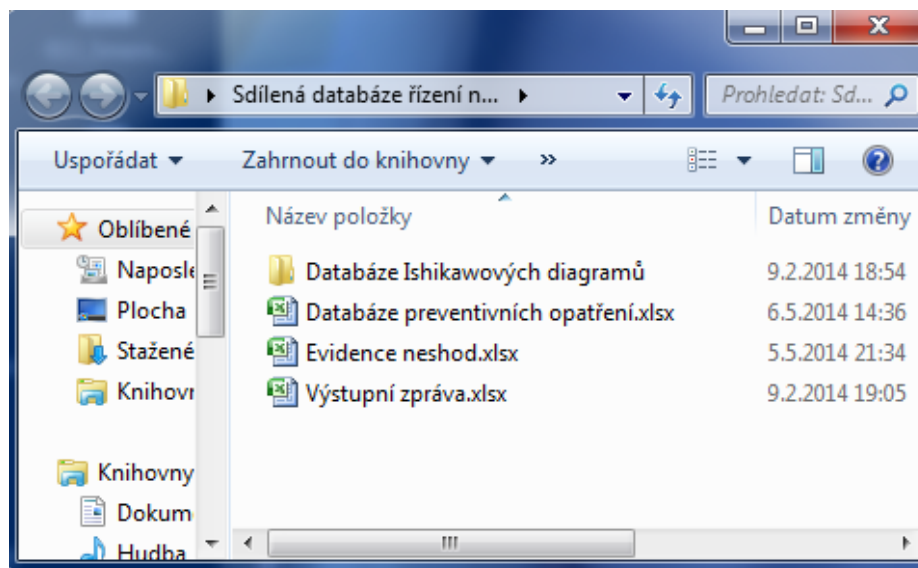 Sdílená databáze řízení n...
Prohledat: Sd...
Uspořádat
Zahrnout do knihovny
»
Název položky
Datum změny
Oblíbené
Naposle
Plocha
Stažené
Knihovr
Knihovny
Dokum
Hudba
Databáze Ishikawových diagramů 9.2.2014 18:54
Databáze preventivních opatření.xlsx 6.5.2014 14:36
Evidence neshod.xlsx 5.5.2014 21:34
Výstupní zpráva.xlsx 9.2.2014 19:05